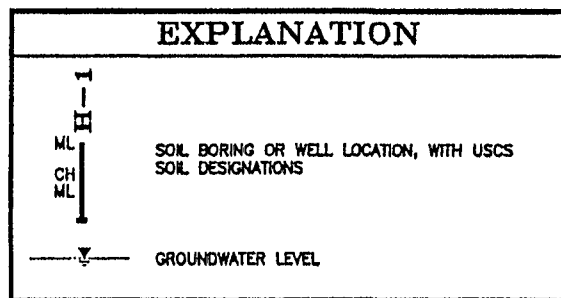 EXPLANATION
H-1
ML
CH
ML
SOIL BORING OR WELL LOCATION, WITH USCS
SOIL DESIGNATIONS
GROUNDWATER LEVEL